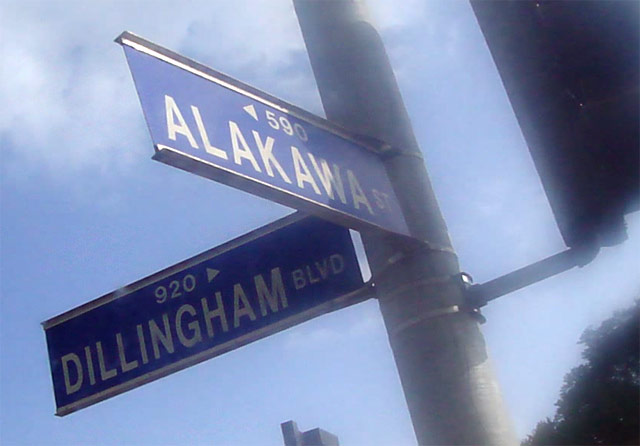 ◄ 590
ALAKAWA ST
920 ►
DILLINGHAM BLVD